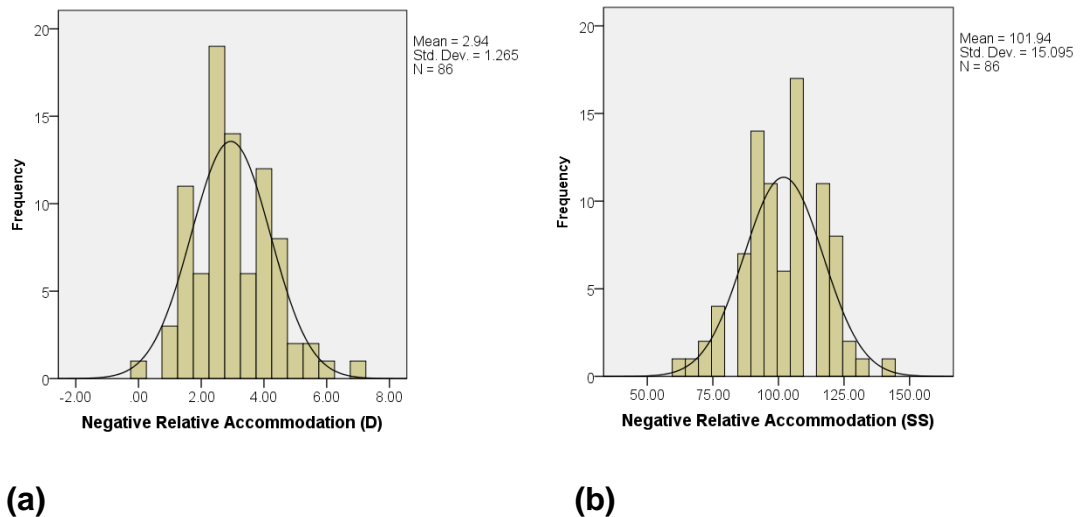 20
15
10
5
0
Frequency
-2.00 .00 2.00 4.00 6.00 8.00
Negative Relative Accommodation (D)
Mean = 2.94
Std. Dev. = 1.265
N = 86
(a)
20
15
10
5
0
Frequency
50.00 75.00 100.00 125.00 150.00
Negative Relative Accommodation (SS)
Mean = 101.94
Std. Dev. = 15.095
N = 86
(b)